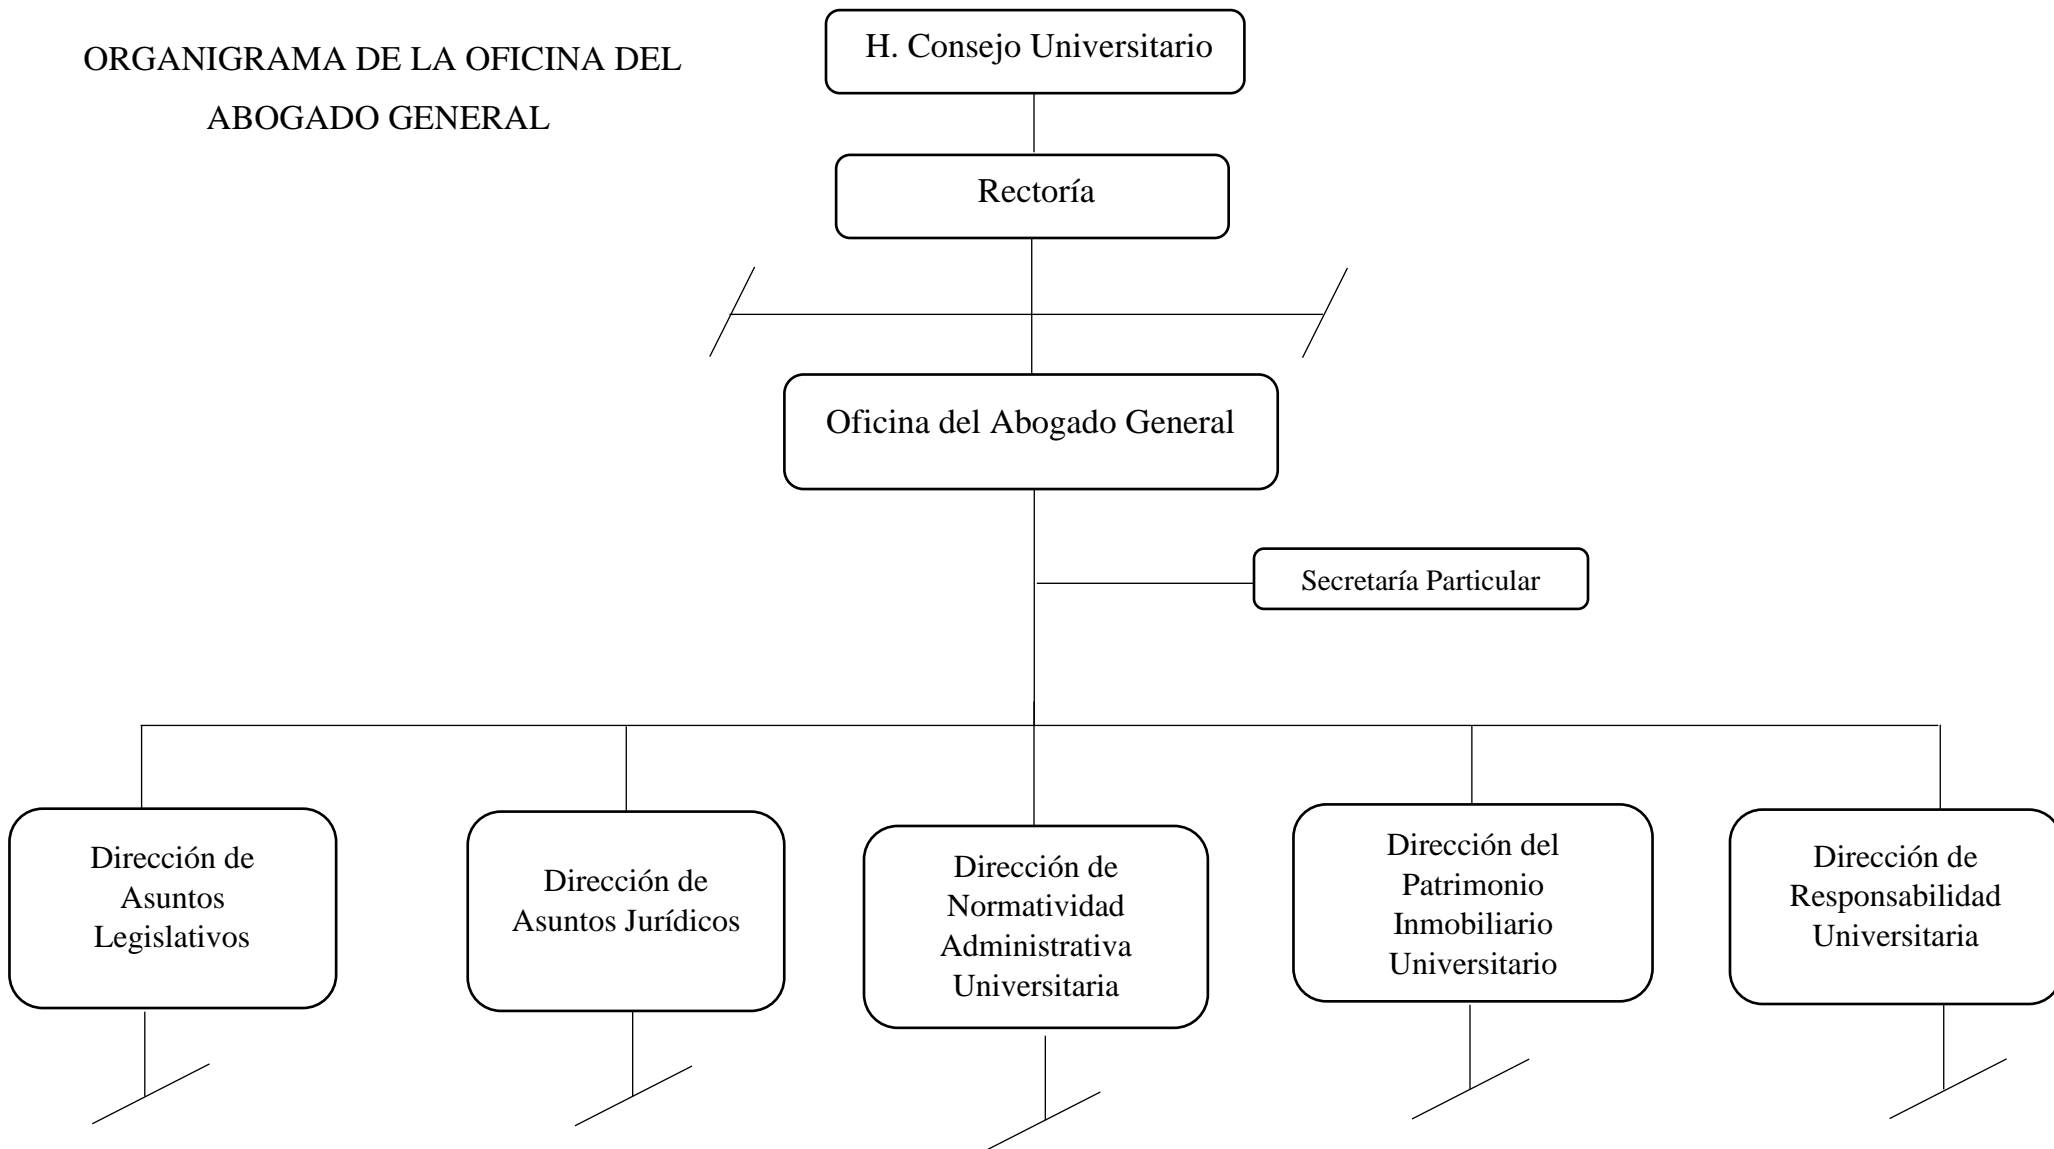 ORGANIGRAMA DE LA OFICINA DEL
ABOGADO GENERAL
H. Consejo Universitario
Rectoría
Oficina del Abogado General
Secretaría Particular
Dirección de
Asuntos
Legislativos
Dirección de
Asuntos Jurídicos
Dirección de
Normatividad
Administrativa
Universitaria
Dirección del
Patrimonio
Inmobiliario
Universitario
Dirección de
Responsabilidad
Universitaria